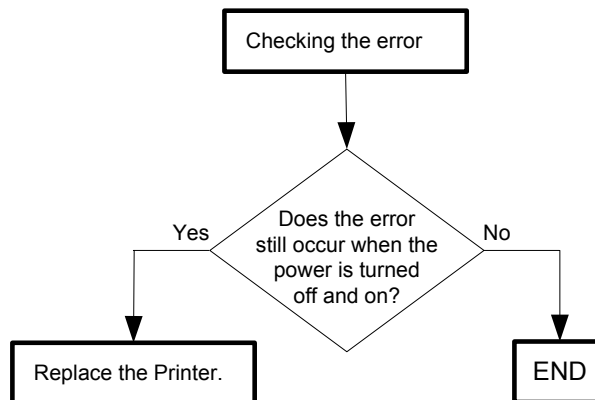 Checking the error
Does the error
still occur when the
power is turned
off and on?
Yes
No
Replace the Printer.
END